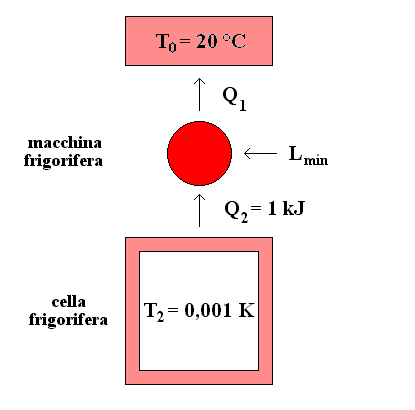 T₀ = 20 °C
Q₁
macchina
frigorifera
Lmin
Q₂ = 1 kJ
cella
frigorifera
T₂ = 0,001 K